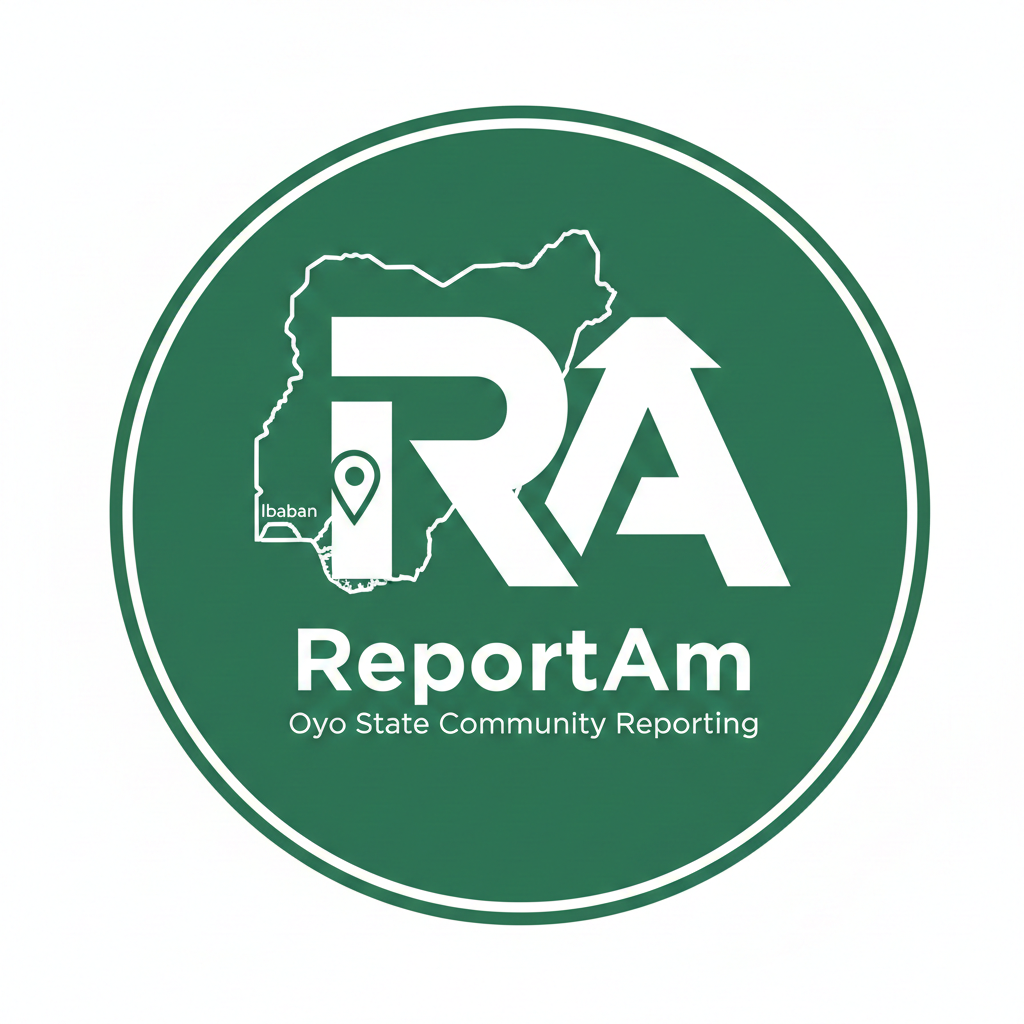 RA
Ibaban
ReportAm
Oyo State Community Reporting